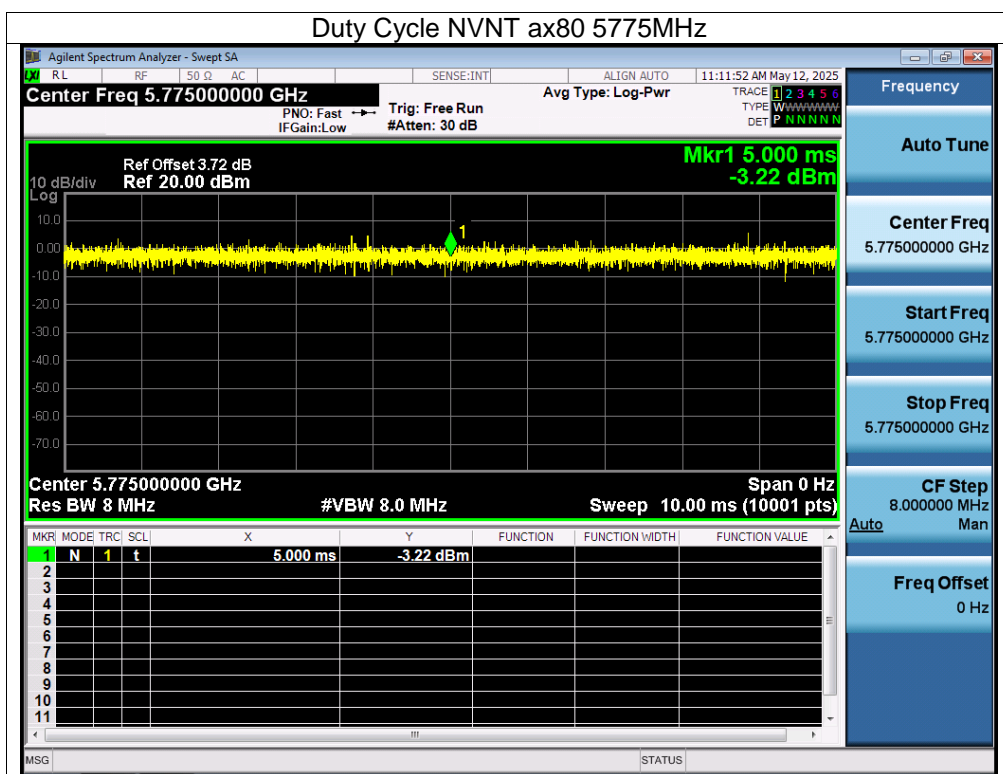 Duty Cycle NVNT ax80 5775MHz
Agilent Spectrum Analyzer - Swept SA
LXI RL RF 50 Ω AC SENSE:INT ALIGN AUTO 11:11:52 AM May 12, 2025
Center Freq 5.775000000 GHz
PNO: Fast
IFGain:Low
Trig: Free Run
#Atten: 30 dB
Avg Type: Log-Pwr
TRACE 1 2 3 4 5 6
TYPE WWWWWW
DET P N N N N N
Ref Offset 3.72 dB
10 dB/div Ref 20.00 dBm
Log
Mkr1 5.000 ms
-3.22 dBm
10.0
0.00
-10.0
-20.0
-30.0
-40.0
-50.0
-60.0
-70.0
1
Center 5.775000000 GHz Span 0 Hz
Res BW 8 MHz #VBW 8.0 MHz Sweep 10.00 ms (10001 pts)
MKR MODE TRC SCL X Y FUNCTION FUNCTION WIDTH FUNCTION VALUE
1 N 1 t 5.000 ms -3.22 dBm
2
3
4
5
6
7
8
9
10
11
MSG STATUS
Frequency
Auto Tune
Center Freq
5.775000000 GHz
Start Freq
5.775000000 GHz
Stop Freq
5.775000000 GHz
CF Step
8.000000 MHz
Auto Man
Freq Offset
0 Hz